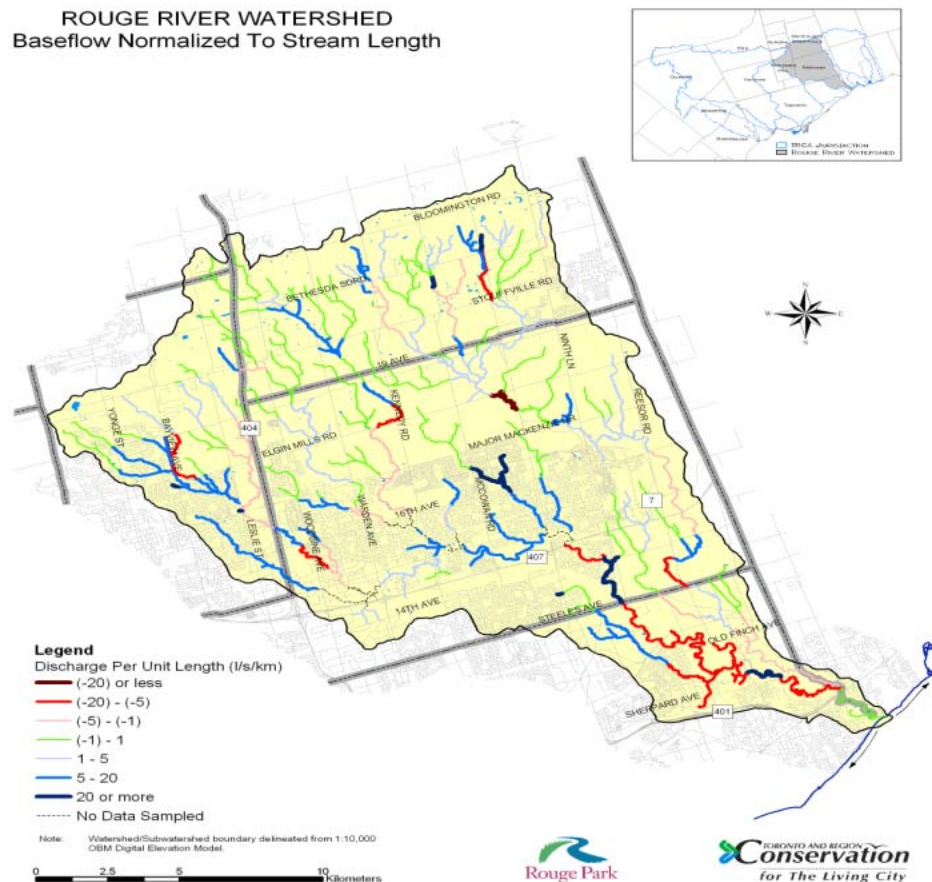 ROUGE RIVER WATERSHED
Baseflow Normalized To Stream Length
TRCA JURISDICTION
ROUGE RIVER WATERSHED
BLOOMINGTON RD
BETHESDA SDRD
STOUFFVILLE RD
N
W
E
S
19 AVE
NINTH LN
KENNEDY RD
REESOR RD
YONGE ST
BAYVIEW AVE
404
ELGIN MILLS RD
MAJOR MACKENZIE DR
MCCOWAN RD
16TH AVE
WARDEN AVE
WOODBINE AVE
LESLIE ST
7
407
14TH AVE
STEELES AVE
OLD FINCH AVE
SHEPPARD AVE
401
Legend
Discharge Per Unit Length (l/s/km)
(-20) or less
(-20) - (-5)
(-5) - (-1)
(-1) - 1
1 - 5
5 - 20
20 or more
No Data Sampled
Note: Watershed/Subwatershed boundary delineated from 1:10,000
OBM Digital Elevation Model.
0 2.5 5 10
Kilometers
Rouge Park
TORONTO AND REGION
Conservation
for The Living City